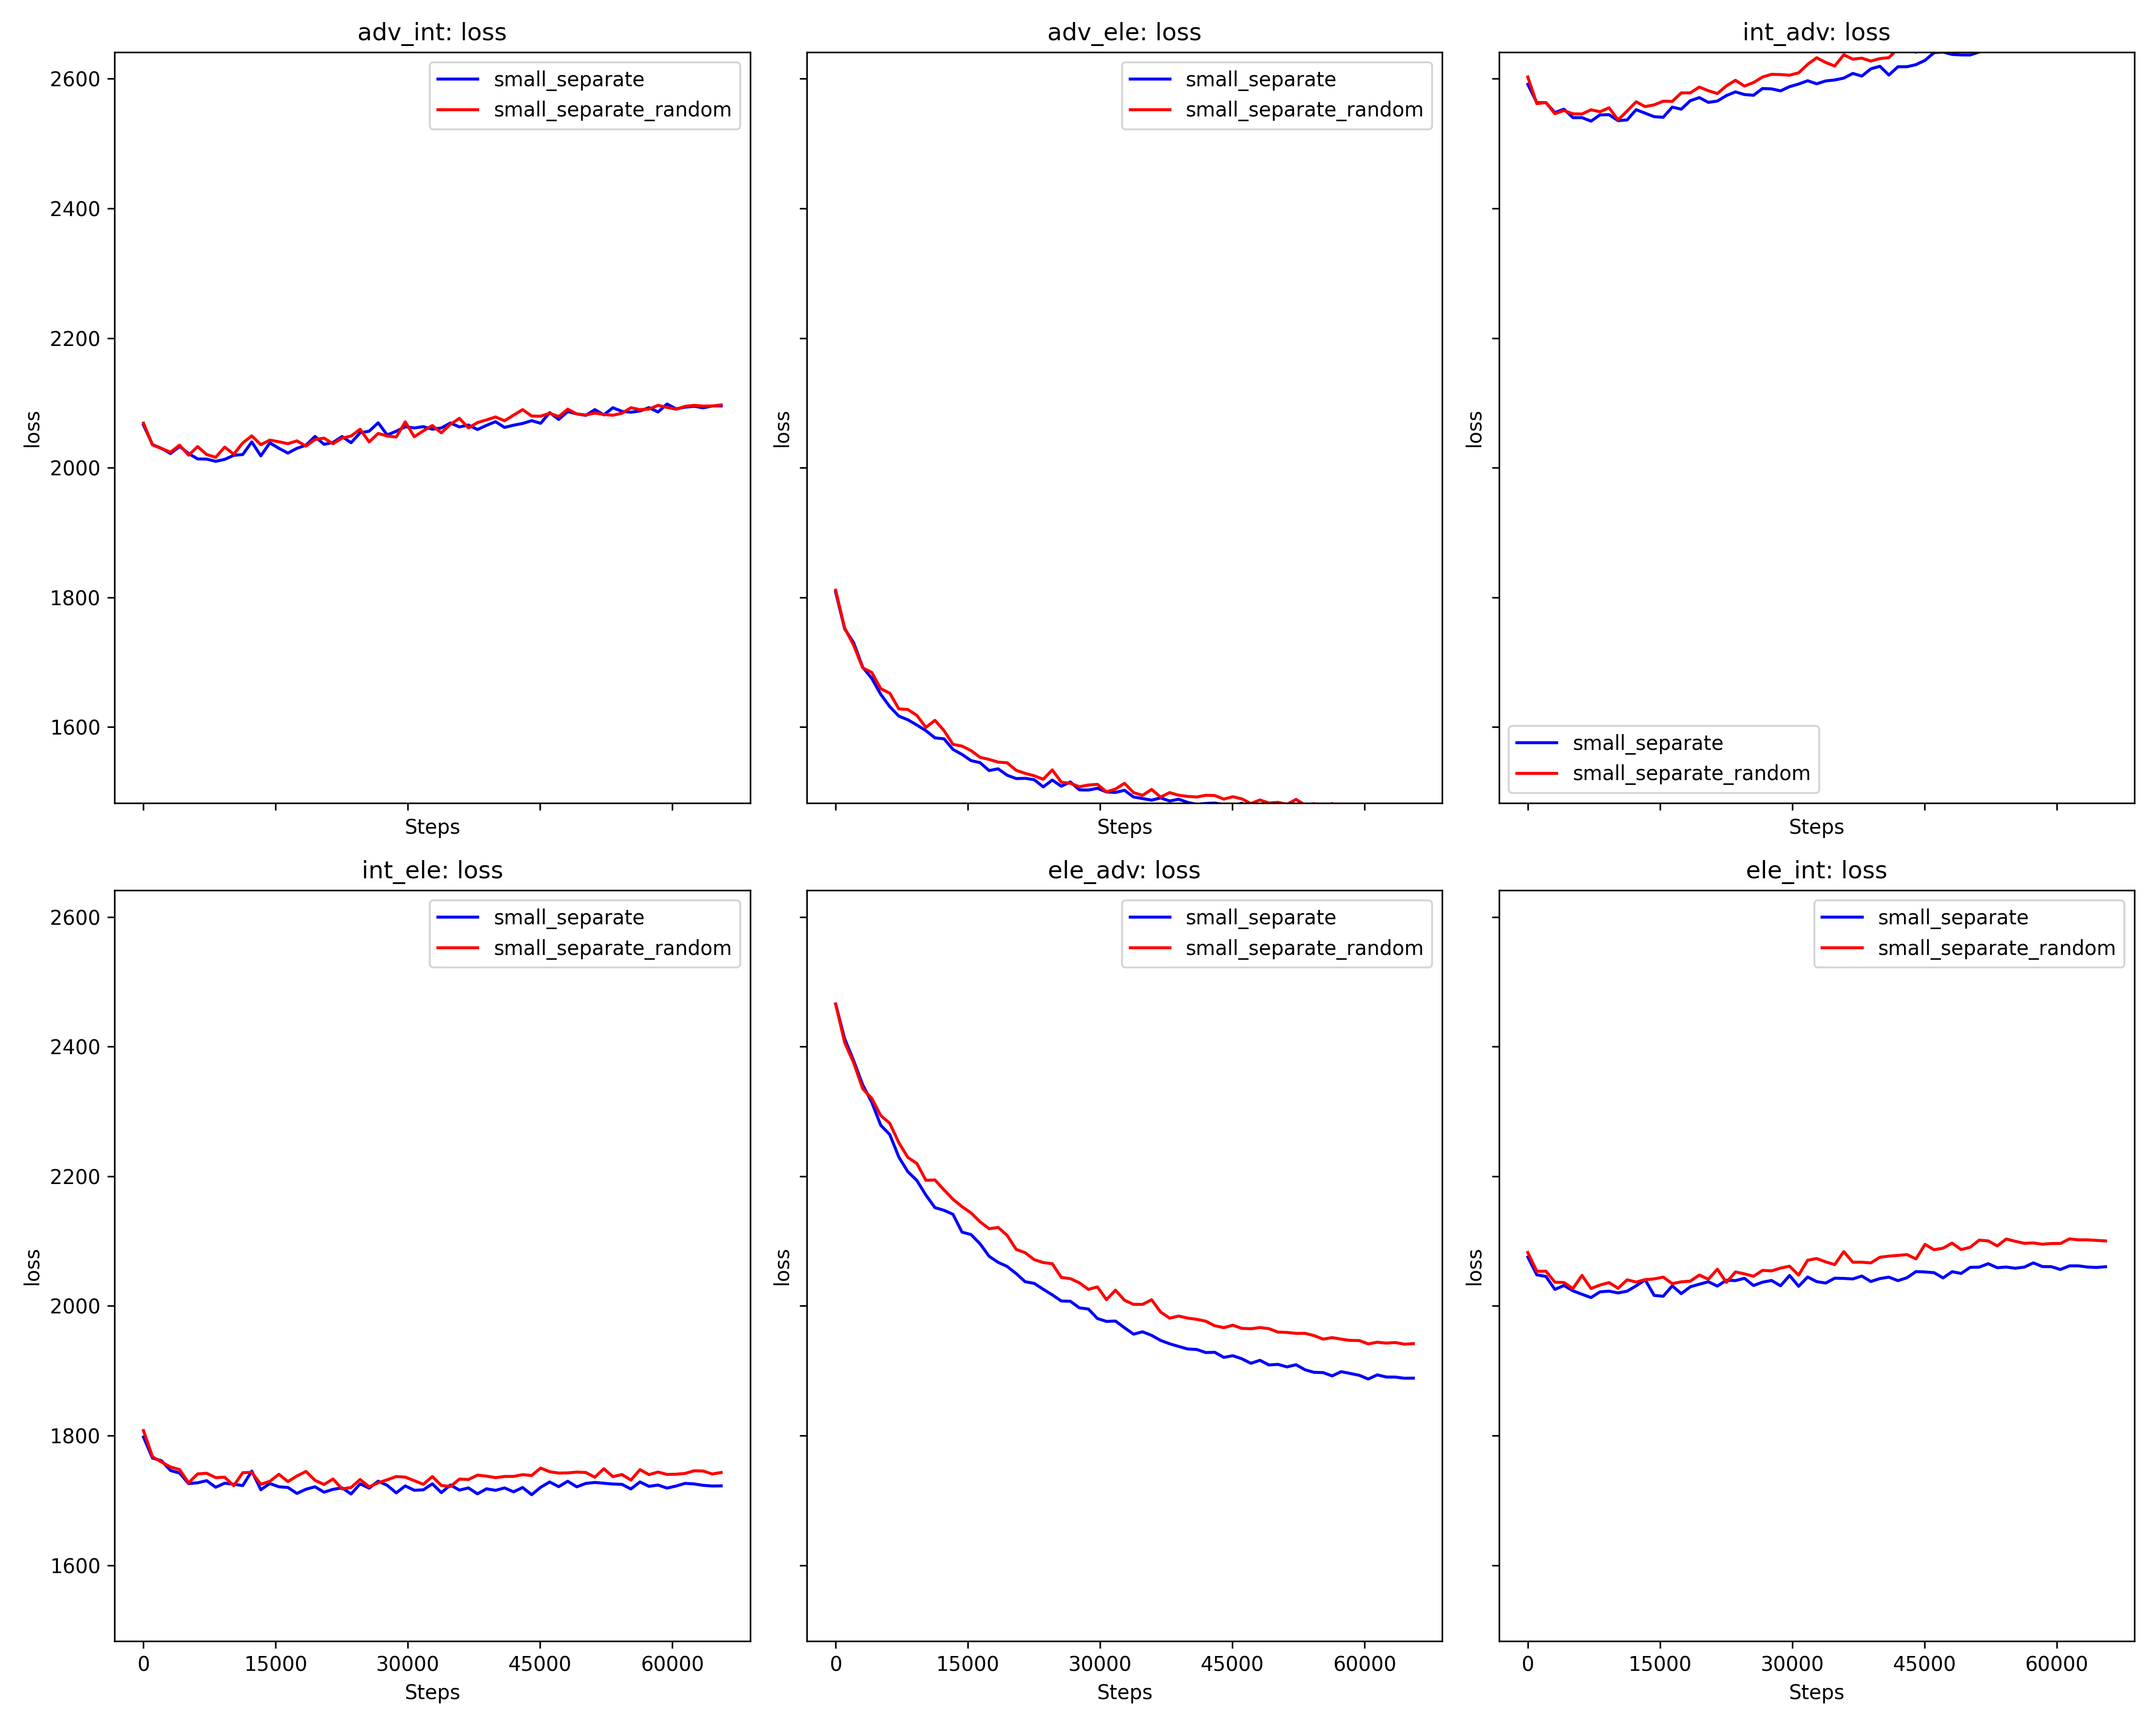 adv_int: loss
adv_ele: loss
int_adv: loss
2600
2400
2200
2000
1800
1600
loss
small_separate
small_separate_random
Steps
loss
small_separate
small_separate_random
Steps
loss
small_separate
small_separate_random
Steps
int_ele: loss
ele_adv: loss
ele_int: loss
2600
2400
2200
2000
1800
1600
loss
small_separate
small_separate_random
0 15000 30000 45000 60000
Steps
loss
small_separate
small_separate_random
0 15000 30000 45000 60000
Steps
loss
small_separate
small_separate_random
0 15000 30000 45000 60000
Steps